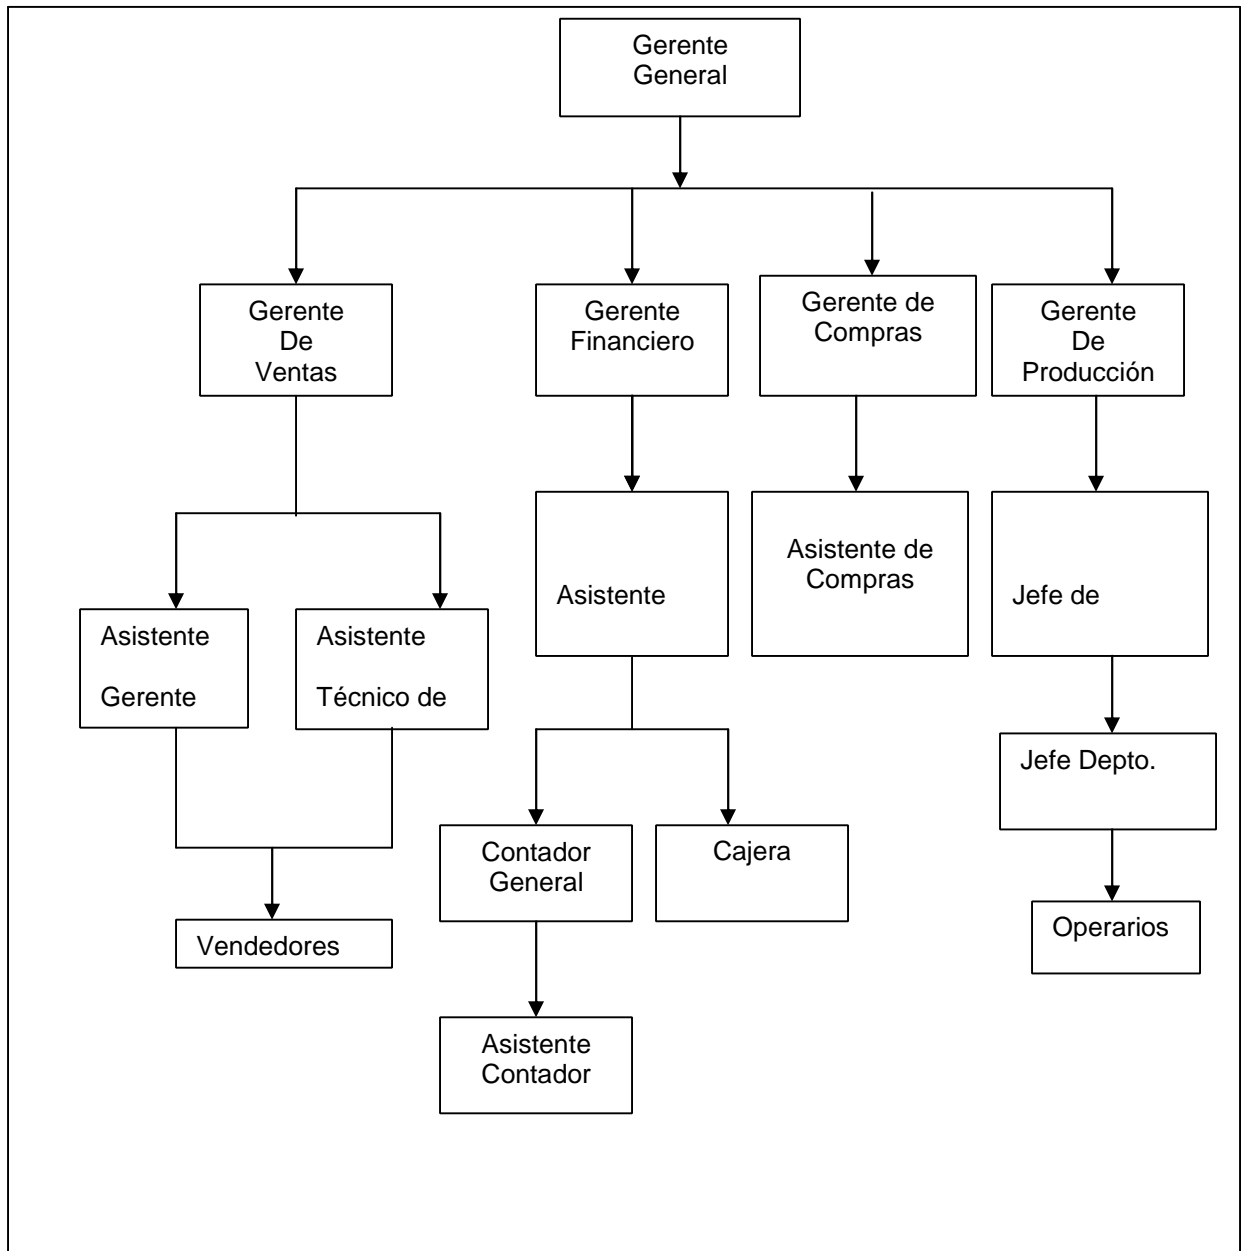 Gerente
General
Gerente
De
Ventas
Gerente
Financiero
Gerente de
Compras
Gerente
De
Producción
Asistente
Asistente de
Compras
Jefe de
Asistente
Gerente
Asistente
Técnico de
Jefe Depto.
Contador
General
Cajera
Vendedores
Operarios
Asistente
Contador